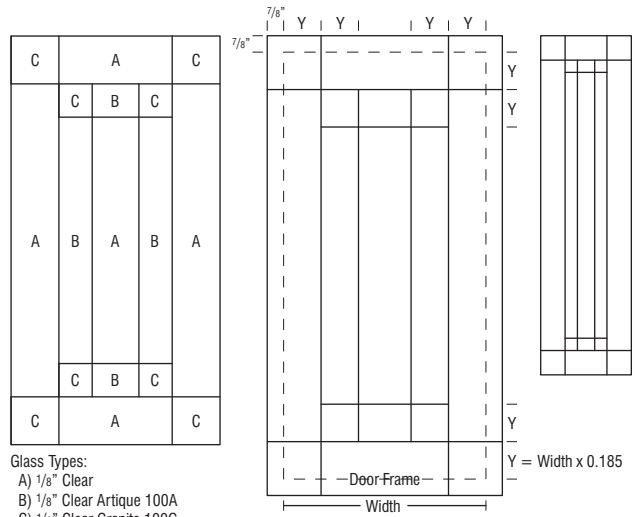 7/8" Y Y Y Y
7/8"
C A C
Y
C B C
Y
A B A B A
C B C
Y
C A C
Y = Width x 0.185
Door Frame
Width
Glass Types:
A) 1/8" Clear
B) 1/8" Clear Artique 100A